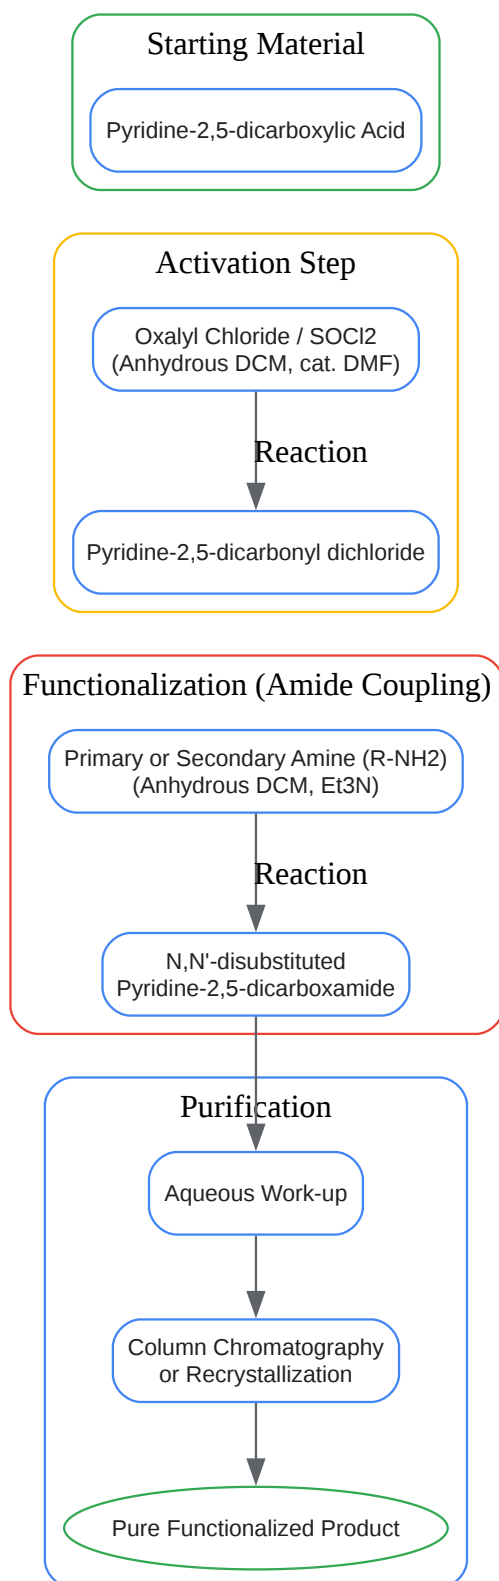 Starting Material
Pyridine-2,5-dicarboxylic Acid
Activation Step
Oxalyl Chloride / SOCl2
(Anhydrous DCM, cat. DMF)
Reaction
Pyridine-2,5-dicarbonyl dichloride
Functionalization (Amide Coupling)
Primary or Secondary Amine (R-NH2)
(Anhydrous DCM, Et3N)
Reaction
N,N'-disubstituted
Pyridine-2,5-dicarboxamide
Purification
Aqueous Work-up
Column Chromatography
or Recrystallization
Pure Functionalized Product